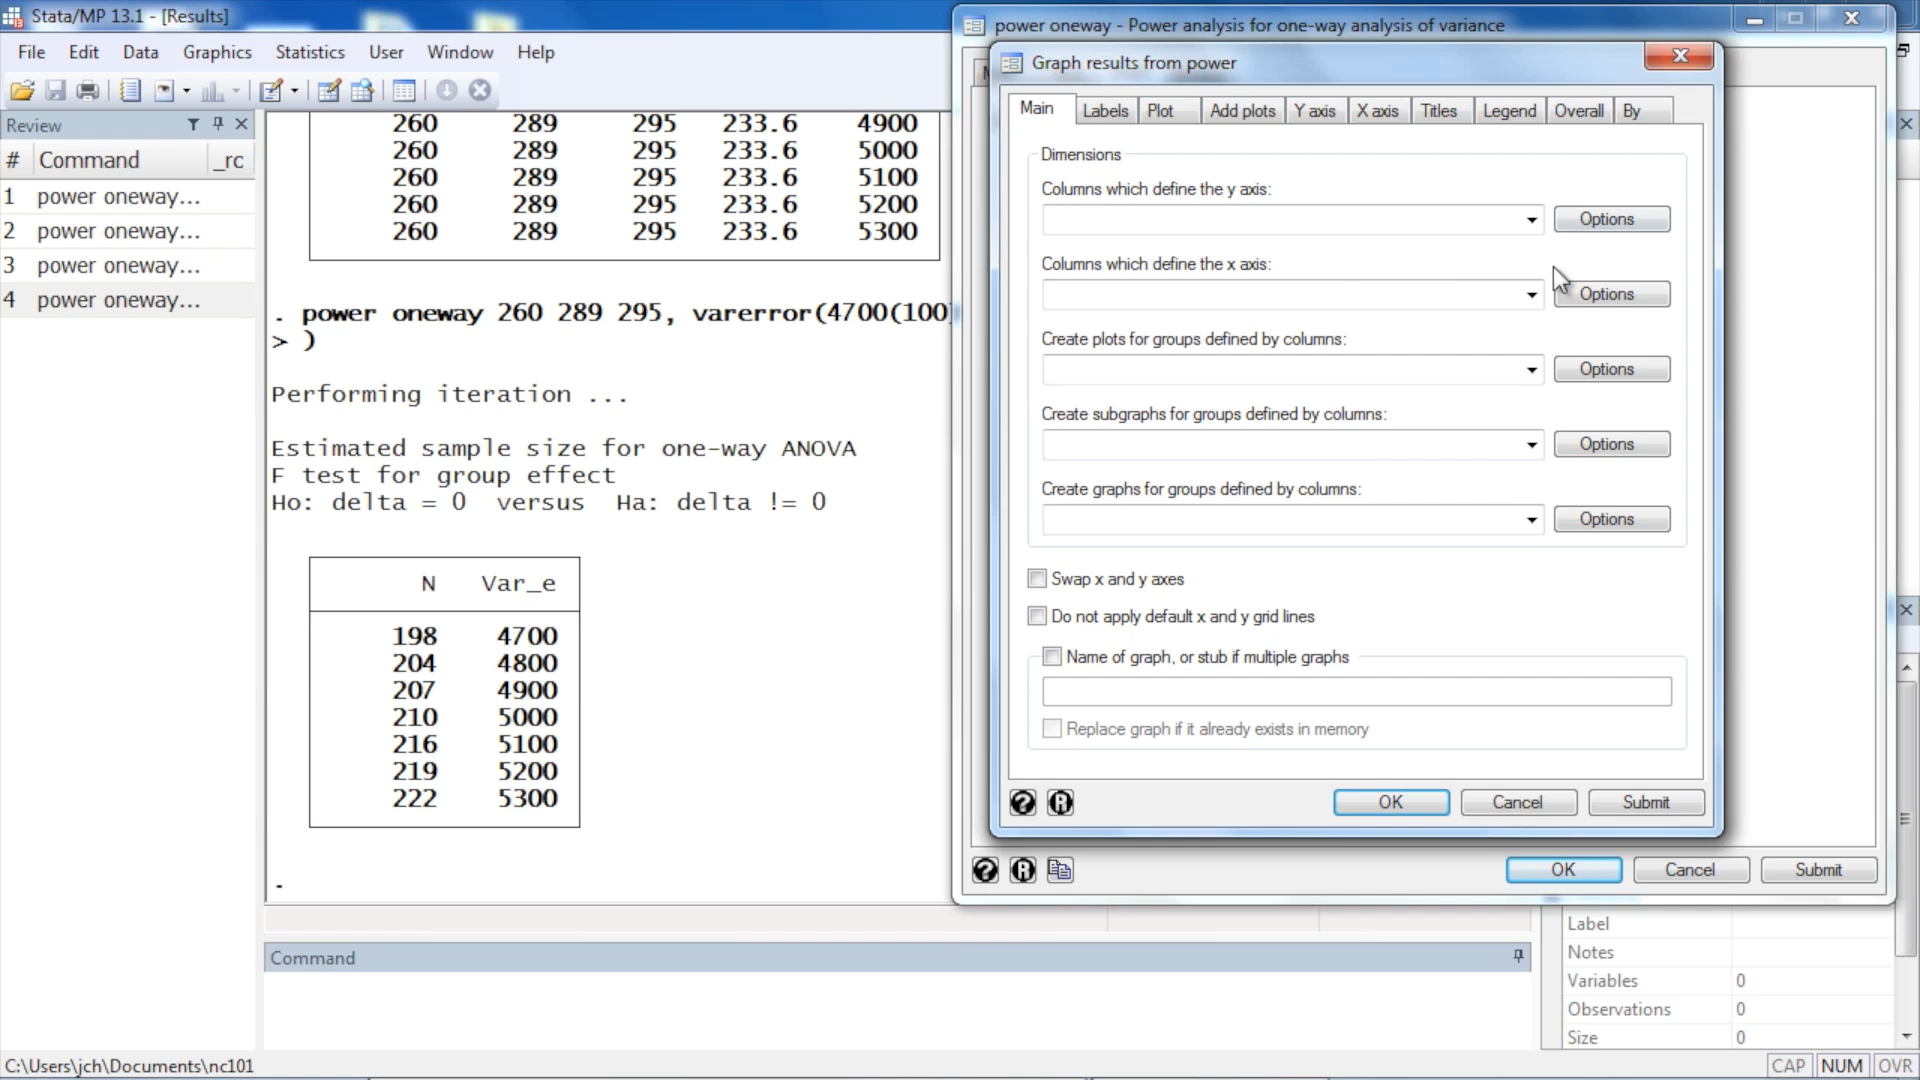 Stata/MP 13.1 - [Results]
File Edit Data Graphics Statistics User Window Help
Review
# Command _rc
1 power oneway...
2 power oneway...
3 power oneway...
4 power oneway...
260 289 295 233.6 4900
260 289 295 233.6 5000
260 289 295 233.6 5100
260 289 295 233.6 5200
260 289 295 233.6 5300
. power oneway 260 289 295, varerror(4700(100)
> )
Performing iteration ...
Estimated sample size for one-way ANOVA
F test for group effect
Ho: delta = 0 versus Ha: delta != 0
N Var_e
198 4700
204 4800
207 4900
210 5000
216 5100
219 5200
222 5300
.
Command
power oneway - Power analysis for one-way analysis of variance
Graph results from power
Main Labels Plot Add plots Y axis X axis Titles Legend Overall By
Dimensions
Columns which define the y axis:
Options
Columns which define the x axis:
Options
Create plots for groups defined by columns:
Options
Create subgraphs for groups defined by columns:
Options
Create graphs for groups defined by columns:
Options
Swap x and y axes
Do not apply default x and y grid lines
Name of graph, or stub if multiple graphs
Replace graph if it already exists in memory
OK Cancel Submit
OK Cancel Submit
Label
Notes
Variables 0
Observations 0
Size 0
C:\Users\jch\Documents\nc101
CAP NUM OVR